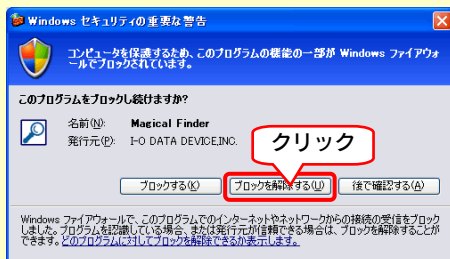 Windows セキュリティの重要な警告
コンピュータを保護するため、このプログラムの機能の一部が Windows ファイアウォ
ールでブロックされています。
このプログラムをブロックし続けますか?
名前(N): Magical Finder
発行元(P): I-O DATA DEVICE,INC.
クリック
ブロックする(K) ブロックを解除する(U) 後で確認する(A)
Windows ファイアウォールで、このプログラムでのインターネットやネットワークからの接続の受信をブロック
しました。プログラムを認識している場合、または発行元が信頼できる場合は、ブロックを解除することが
できます。どのプログラムに対してブロックを解除できるか表示します。